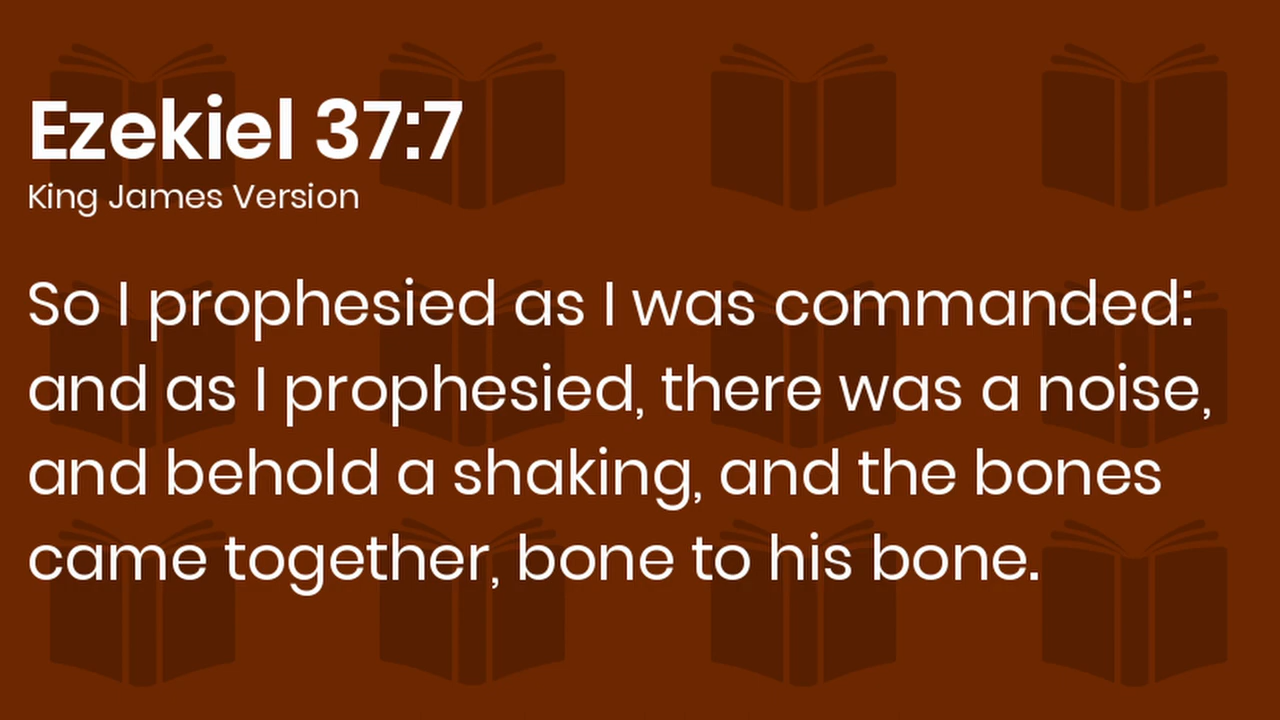 Ezekiel 37:7
King James Version
So I prophesied as I was commanded:
and as I prophesied, there was a noise,
and behold a shaking, and the bones
came together, bone to his bone.